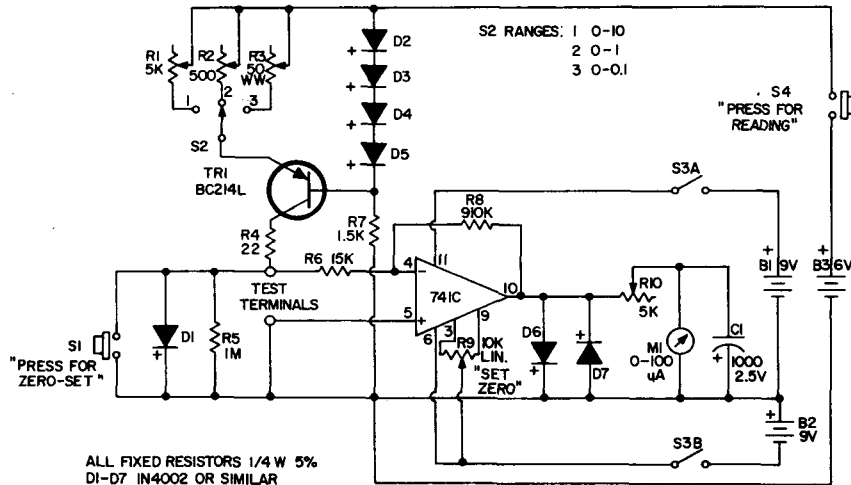 S2 RANGES: 1 0-10
2 0-1
3 0-0.1
R1
5K
R2
500
R3
50
WW
1
2
3
S2
D2
D3
D4
D5
+
+
+
+
S4
"PRESS FOR
READING"
TR1
BC214L
S3A
R8
910K
R7
1.5K
R4
22
R6 15K
4
-
11
10
741C
5
+
3
9
6
TEST
TERMINALS
S1
"PRESS FOR
ZERO-SET"
D1
+
R5
1M
R9
10K
LIN.
"SET
ZERO"
D6
+
D7
+
R10
5K
M1
0-100
uA
C1
1000
2.5V
+
+
B1 9V
+
B3 6V
+
B2
9V
S3B
ALL FIXED RESISTORS 1/4 W 5%
D1-D7 IN4002 OR SIMILAR